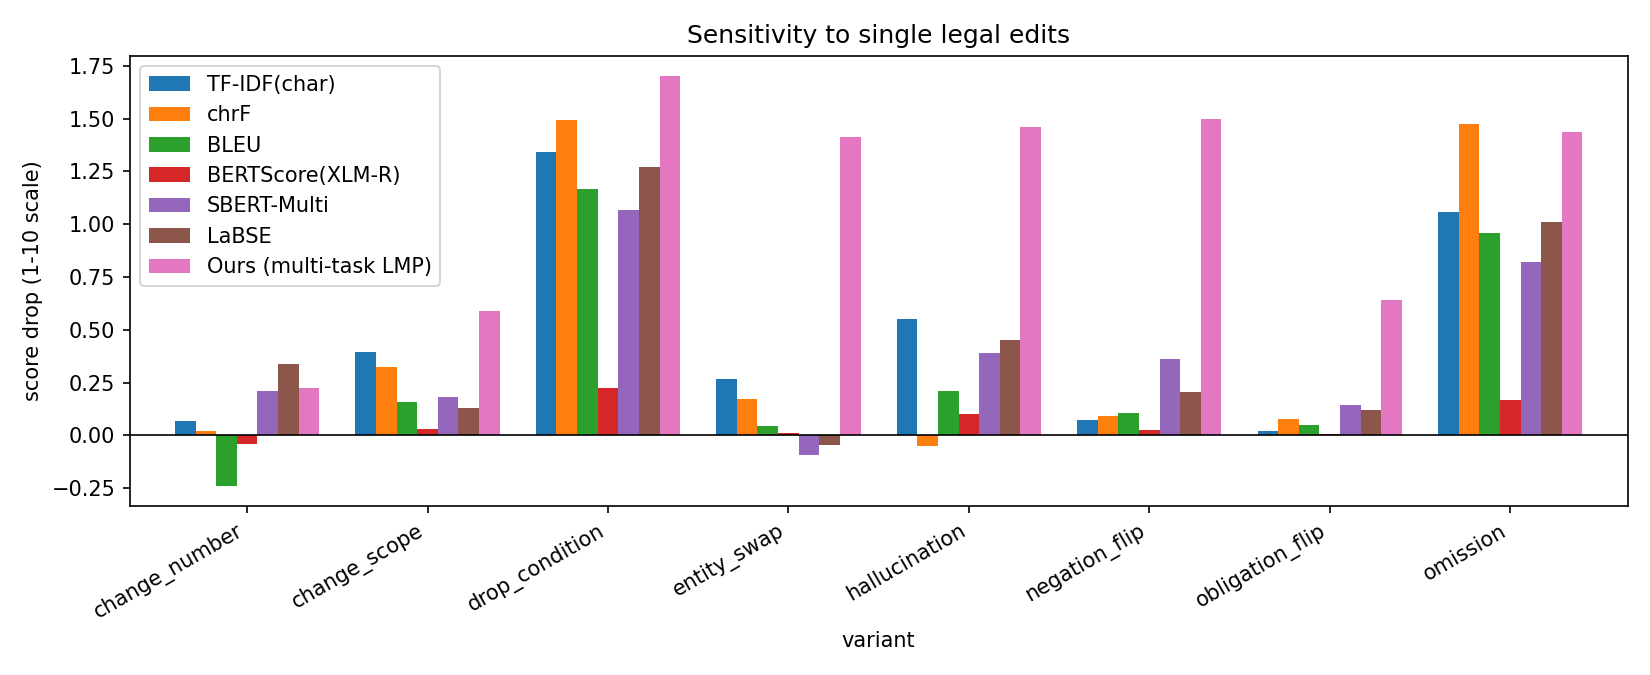 Sensitivity to single legal edits
1.75
1.50
1.25
1.00
0.75
0.50
0.25
0.00
−0.25
score drop (1-10 scale)
TF-IDF(char)
chrF
BLEU
BERTScore(XLM-R)
SBERT-Multi
LaBSE
Ours (multi-task LMP)
change_number
change_scope
drop_condition
entity_swap
hallucination
negation_flip
obligation_flip
omission
variant